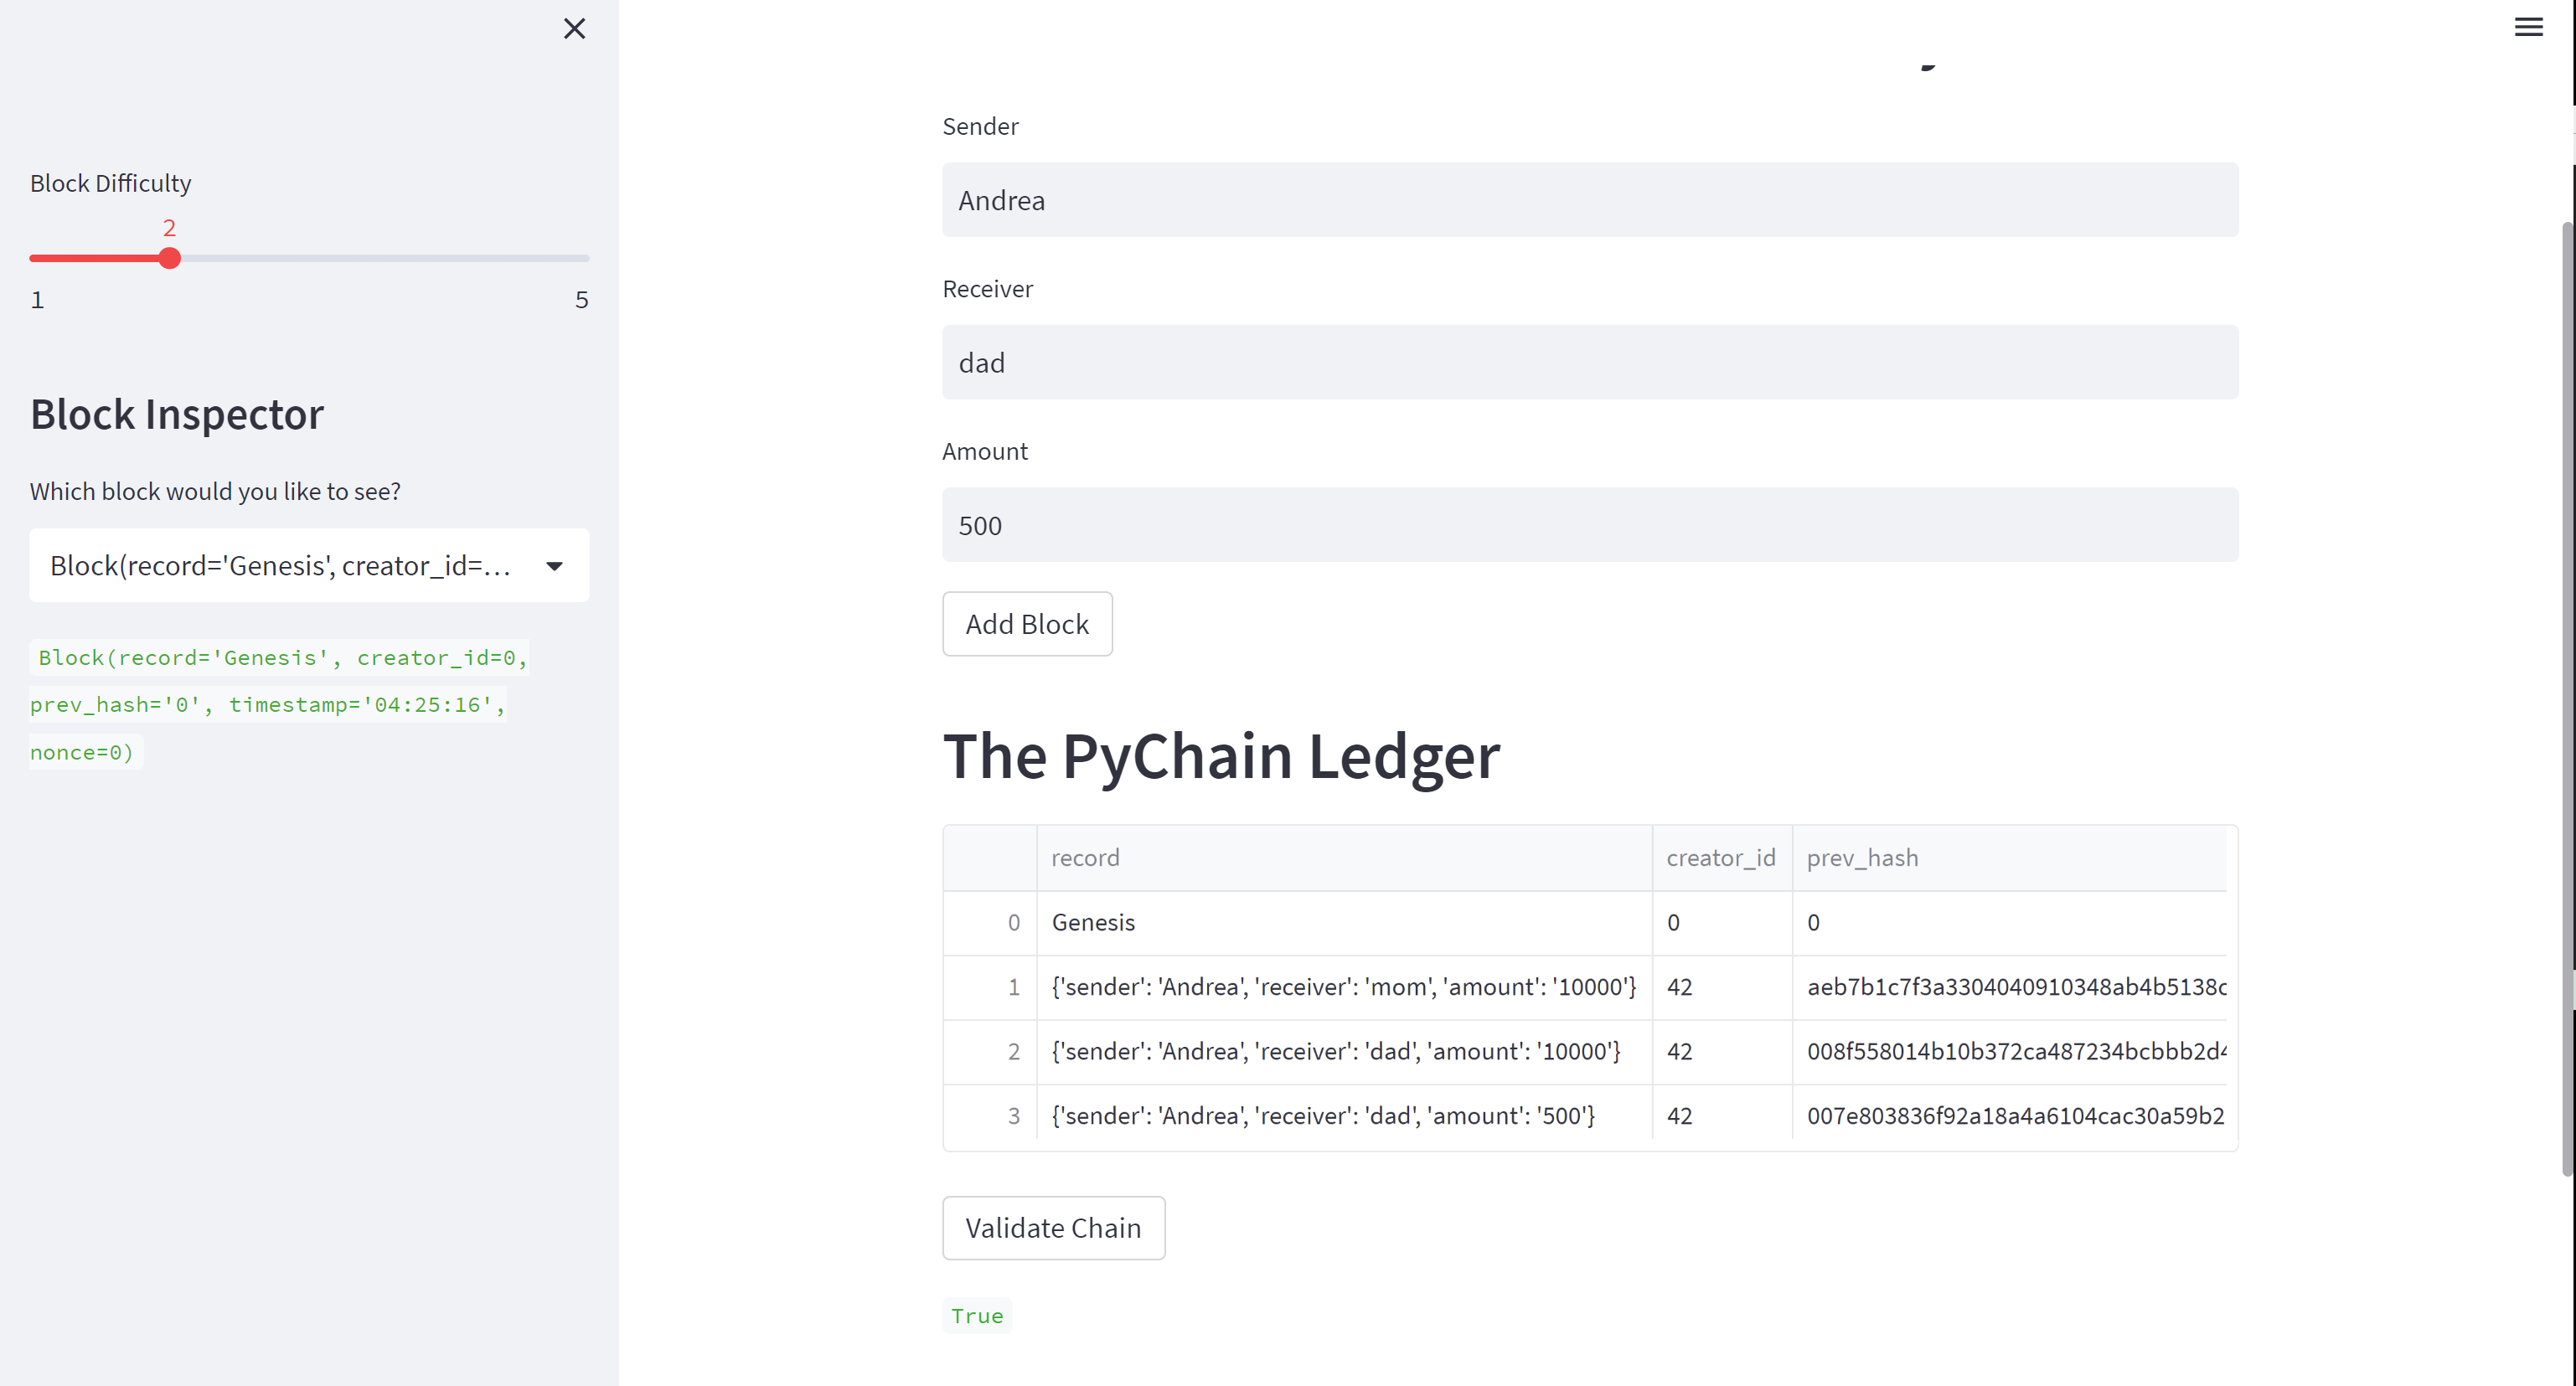 Block Difficulty
2
1 5
Block Inspector
Which block would you like to see?
Block(record='Genesis', creator_id=...
Block(record='Genesis', creator_id=0,
prev_hash='0', timestamp='04:25:16',
nonce=0)
Sender
Andrea
Receiver
dad
Amount
500
Add Block
The PyChain Ledger
record creator_id prev_hash
0 Genesis 0 0
1 {'sender': 'Andrea', 'receiver': 'mom', 'amount': '10000'} 42 aeb7b1c7f3a3304040910348ab4b5138c
2 {'sender': 'Andrea', 'receiver': 'dad', 'amount': '10000'} 42 008f558014b10b372ca487234bcbbb2d4
3 {'sender': 'Andrea', 'receiver': 'dad', 'amount': '500'} 42 007e803836f92a18a4a6104cac30a59b2
Validate Chain
True